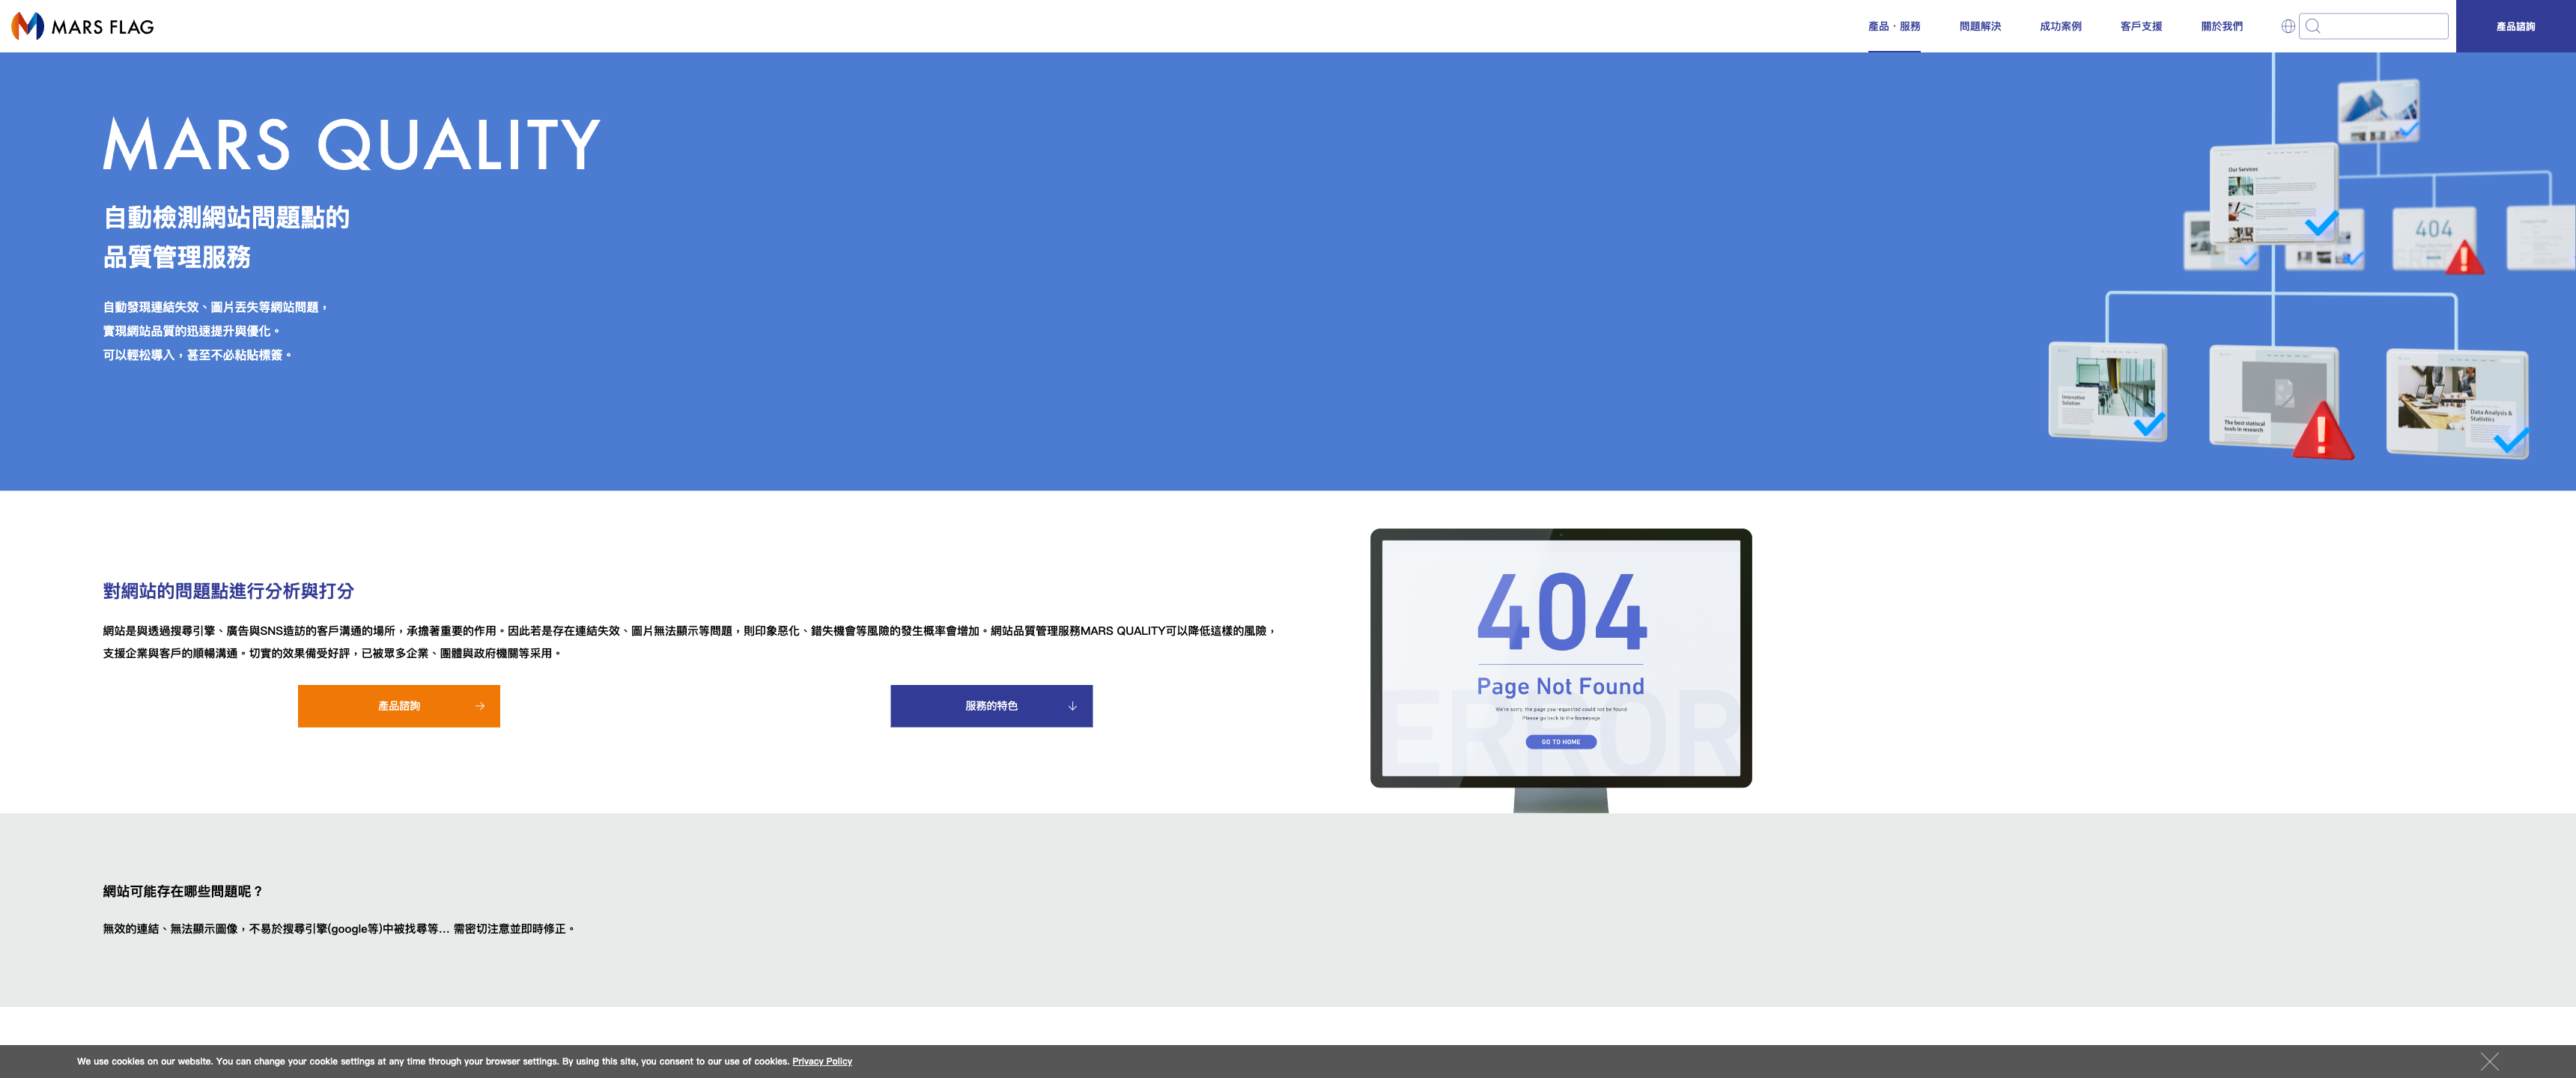 MARS FLAG
產品・服務
問題解決
成功案例
客戶支援
關於我們
產品諮詢
MARS QUALITY
自動檢測網站問題點的
品質管理服務
自動發現連結失效、圖片丟失等網站問題，
實現網站品質的迅速提升與優化。
可以輕松導入，甚至不必粘貼標簽。
Our Services
404
Innovative
Solution
The best statiscal
tools in research
Data Analysis &
Statistics
對網站的問題點進行分析與打分
網站是與透過搜尋引擎、廣告與SNS造訪的客戶溝通的場所，承擔著重要的作用。因此若是存在連結失效、圖片無法顯示等問題，則印象惡化、錯失機會等風險的發生概率會增加。網站品質管理服務MARS QUALITY可以降低這樣的風險，
支援企業與客戶的順暢溝通。切實的效果備受好評，已被眾多企業、團體與政府機關等采用。
產品諮詢
服務的特色
404
Page Not Found
ERROR
We're sorry, the page you requested could not be found
Please go back to the homepage
GO TO HOME
網站可能存在哪些問題呢？
無效的連結、無法顯示圖像，不易於搜尋引擎(google等)中被找尋等... 需密切注意並即時修正。
We use cookies on our website. You can change your cookie settings at any time through your browser settings. By using this site, you consent to our use of cookies. Privacy Policy